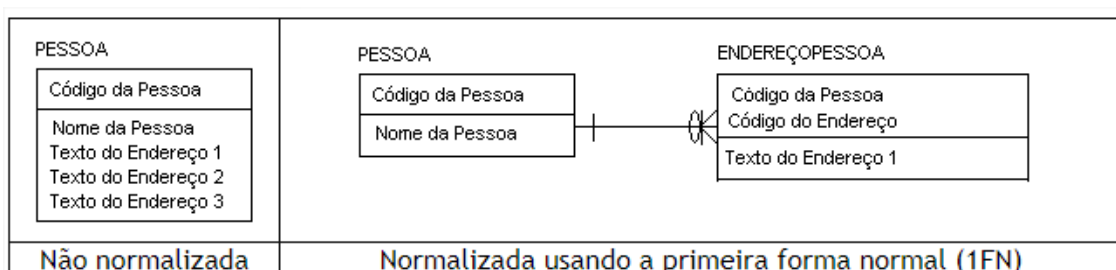 PESSOA
Código da Pessoa
Nome da Pessoa
Texto do Endereço 1
Texto do Endereço 2
Texto do Endereço 3
Não normalizada
PESSOA
Código da Pessoa
Nome da Pessoa
ENDEREÇOPESSOA
Código da Pessoa
Código do Endereço
Texto do Endereço 1
Normalizada usando a primeira forma normal (1FN)